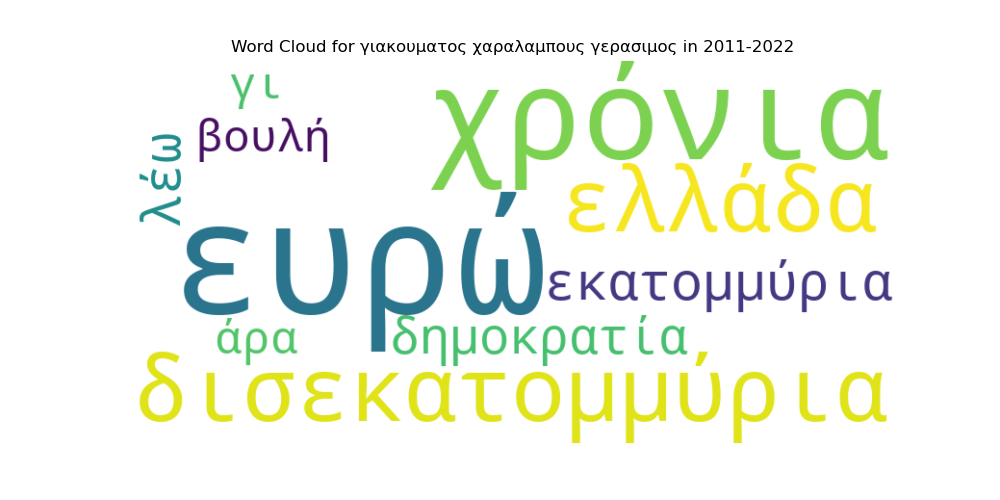 Word Cloud for γιακουματος χαραλαμπους γερασιμος in 2011-2022
γι
χρόνια
βουλή
λέω
ελλάδα
ευρώ
εκατομμύρια
άρα
δημοκρατία
δισεκατομμύρια